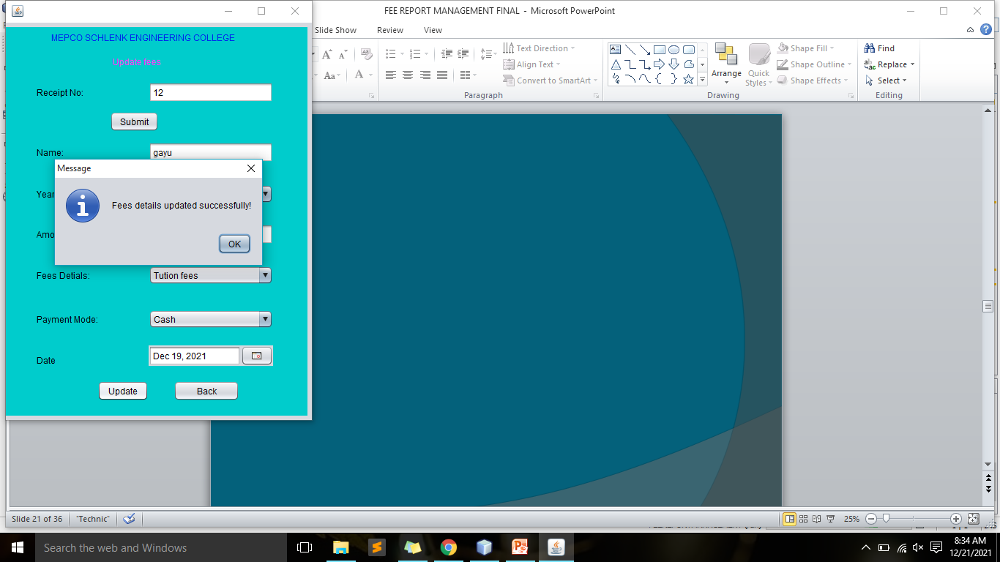 FEE REPORT MANAGEMENT FINAL - Microsoft PowerPoint
MEPCO SCHLENK ENGINEERING COLLEGE
Update fees
Receipt No:
12
Submit
Name:
gayu
Message
Fees details updated successfully!
OK
Year
Amo
Fees Detials:
Tution fees
Payment Mode:
Cash
Date
Dec 19, 2021
Update
Back
Slide Show
Review
View
Text Direction
Align Text
Convert to SmartArt
Paragraph
Arrange
Quick
Styles
Shape Fill
Shape Outline
Shape Effects
Drawing
Find
Replace
Select
Editing
Slide 21 of 36
"Technic"
25%
Search the web and Windows
8:34 AM
12/21/2021